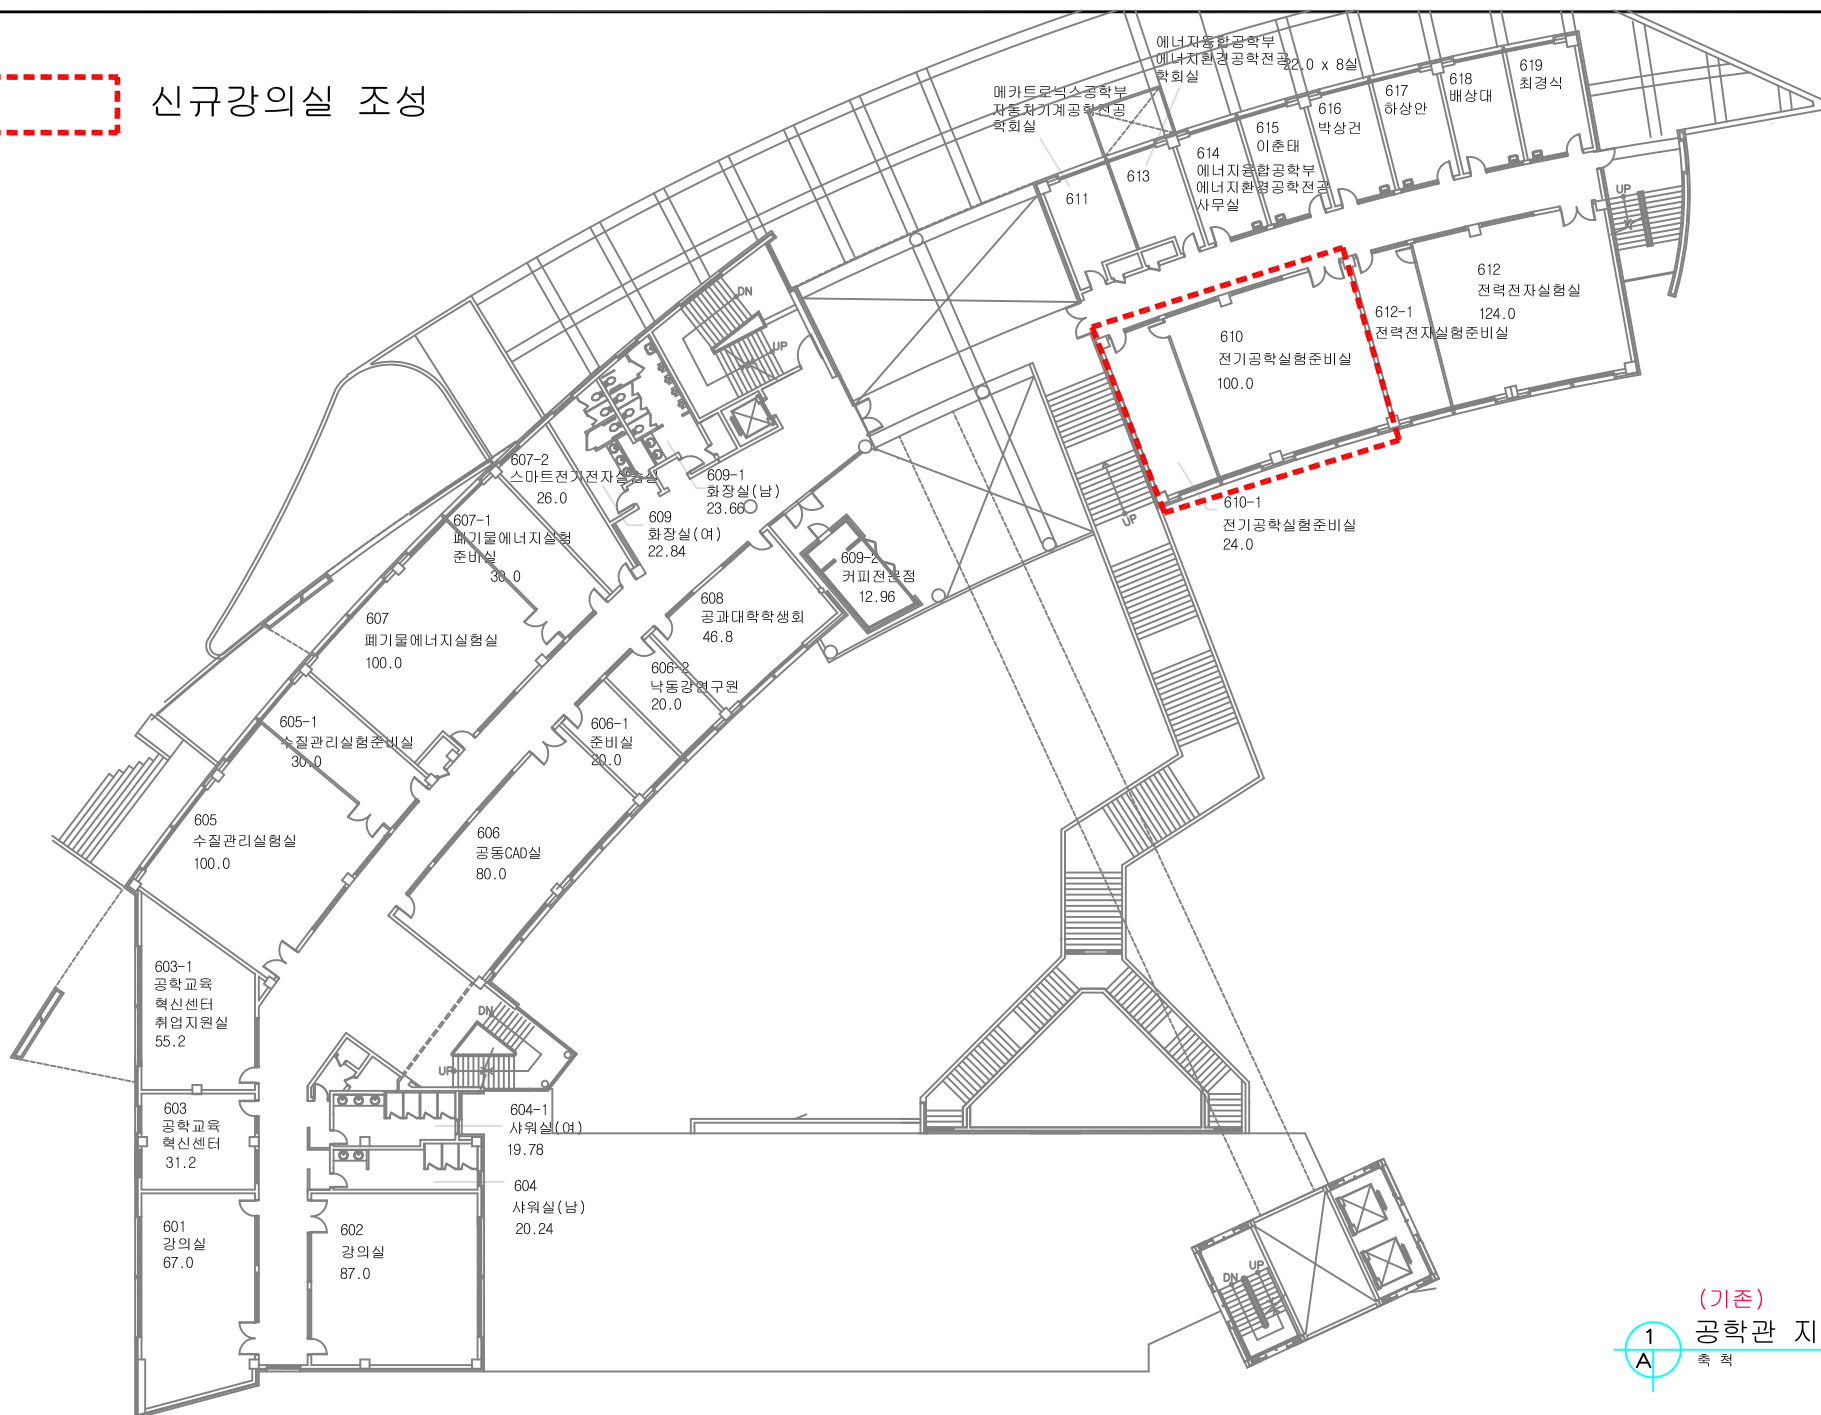 신규강의실 조성
에너지융합공학부
에너지환경공학전공
학회실
22.0 x 8실
메카트로닉스공학부
자동차기계공학전공
학회실
611
613
614
에너지융합공학부
에너지환경공학전공
사무실
615
이춘태
616
박상건
617
하상안
618
배상대
619
최경식
UP
612
전력전자실험실
124.0
612-1
전력전자실험준비실
610
전기공학실험준비실
100.0
610-1
전기공학실험준비실
24.0
UP
DN
UP
607-2
스마트전기전자실습실
26.0
609-1
화장실(남)
23.66
609
화장실(여)
22.84
607-1
폐기물에너지실험
준비실
30.0
609-2
커피전문점
12.96
608
공과대학학생회
46.8
607
폐기물에너지실험실
100.0
606-2
낙동강연구원
20.0
606-1
준비실
20.0
605-1
수질관리실험준비실
30.0
605
수질관리실험실
100.0
606
공동CAD실
80.0
603-1
공학교육
혁신센터
취업지원실
55.2
DN
UP
603
공학교육
혁신센터
31.2
604-1
샤워실(여)
19.78
604
샤워실(남)
20.24
601
강의실
67.0
602
강의실
87.0
DN
UP
(기존)
1
A
공학관 지
축 척